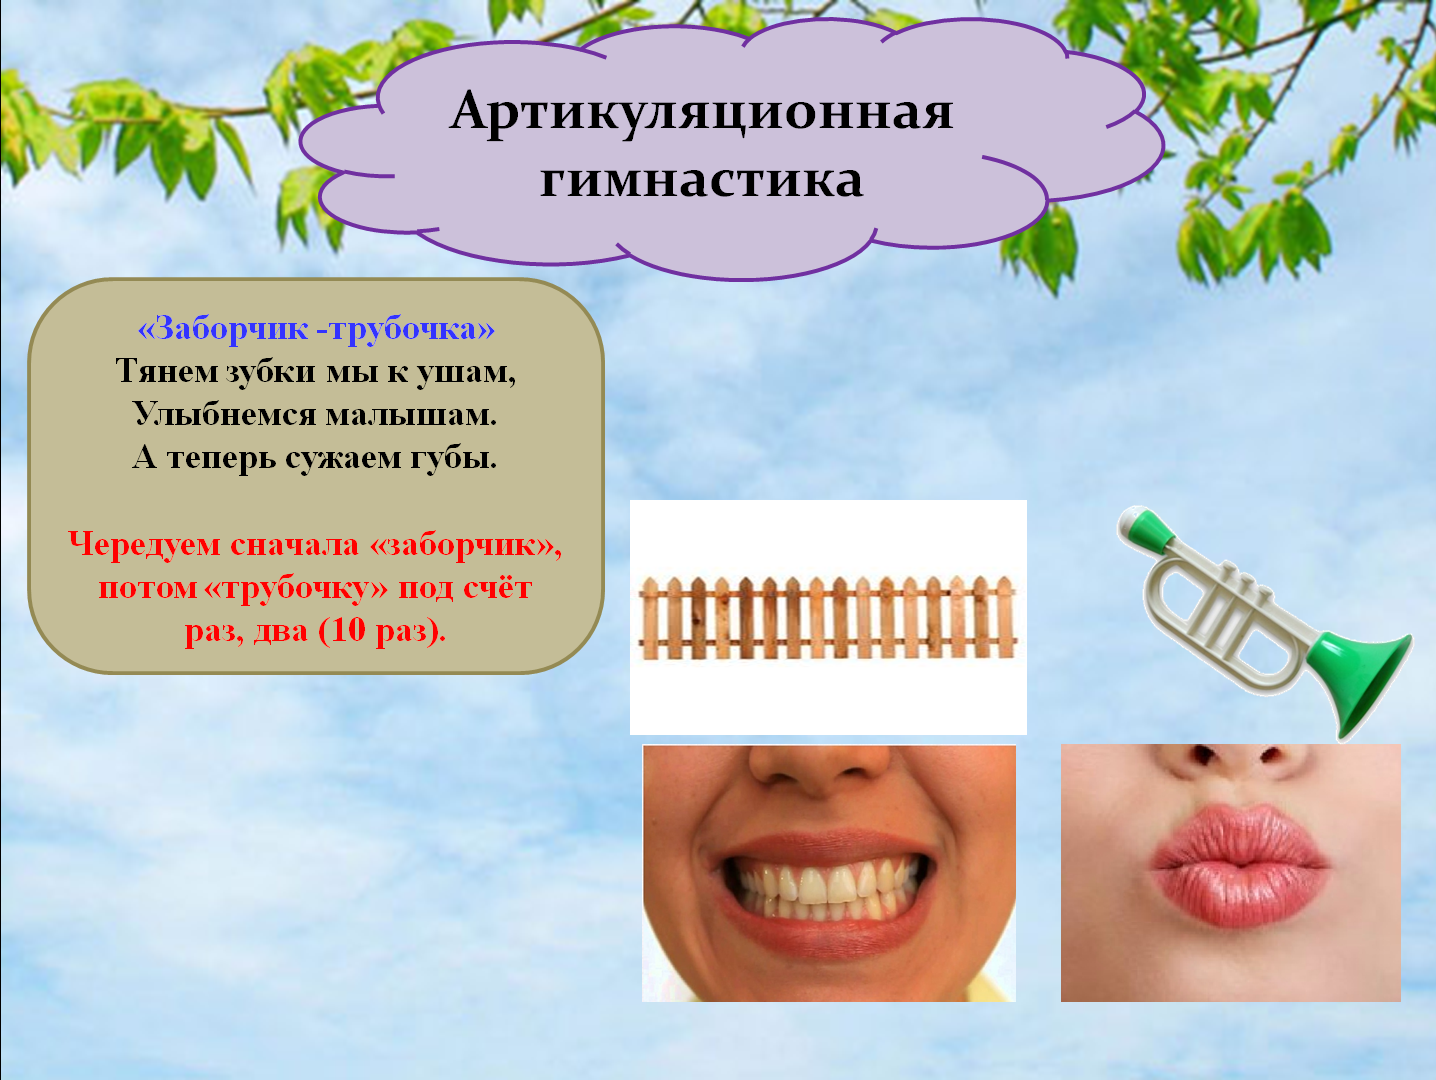 Артикуляционная
гимнастика
«Заборчик -трубочка»
Тянем зубки мы к ушам,
Улыбнемся малышам.
А теперь сужаем губы.
Чередуем сначала «заборчик»,
потом «трубочку» под счёт
раз, два (10 раз).